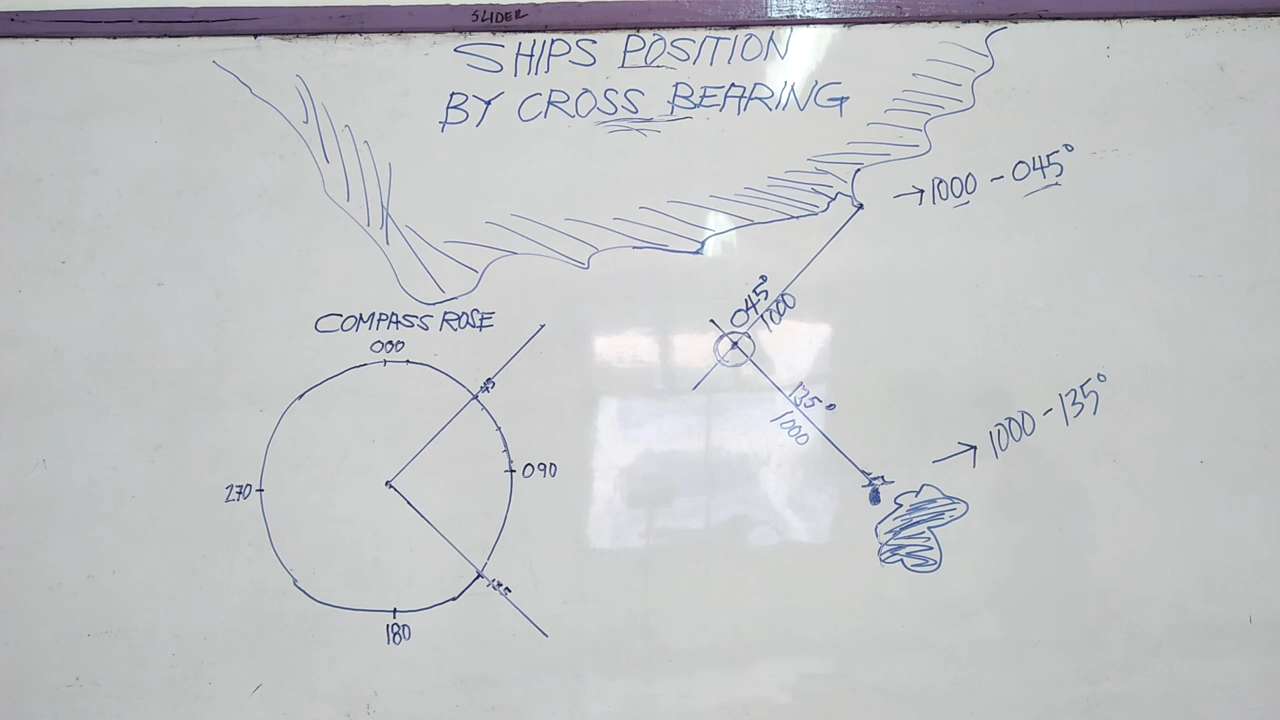 SLIDER
SHIPS POSITION
BY CROSS BEARING
→1000 - 045°
045°
1000
COMPASS ROSE
000
45
090
270
135
180
135°
1000
→ 1000 - 135°